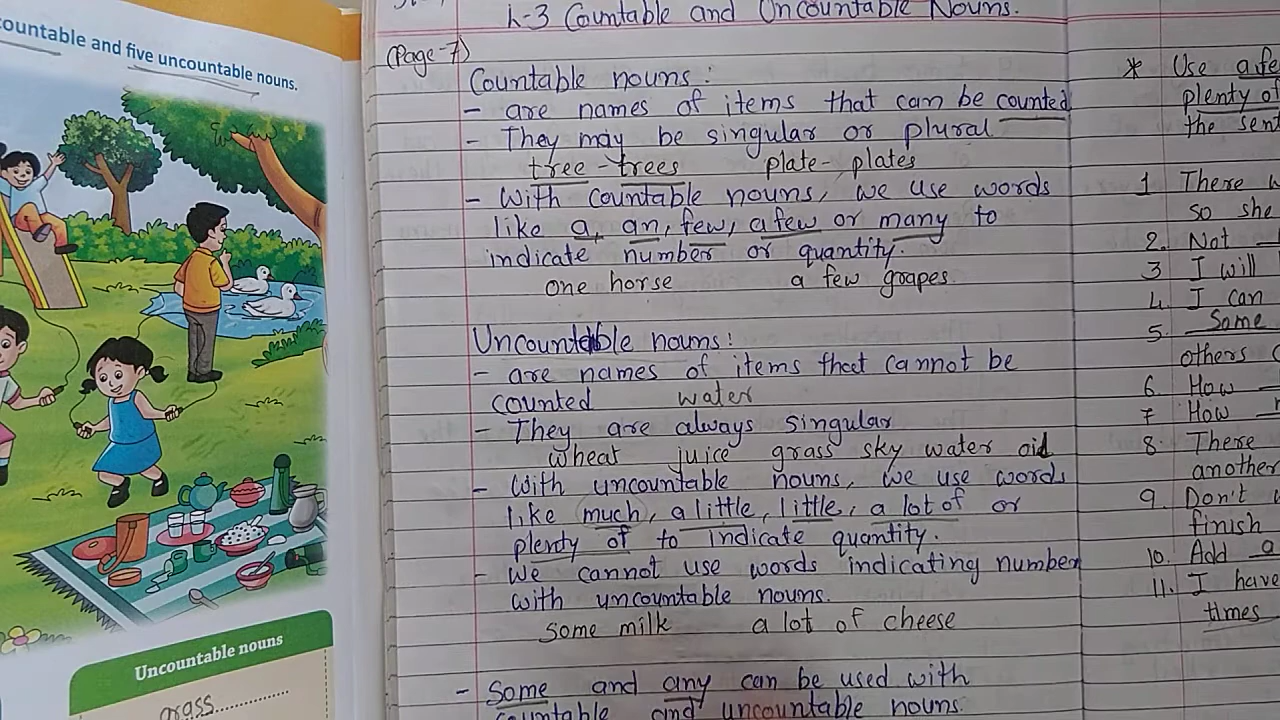 countable and five uncountable nouns.
Uncountable nouns
grass
L-3 Countable and Uncountable Nouns.
(Page-7)
Countable nouns:
- are names of items that can be counted
- They may be singular or plural
tree - trees plate - plates
- With countable nouns, we use words
like a, an, few, a few or many to
indicate number or quantity.
one horse a few grapes.
Uncountable nouns:
- are names of items that cannot be
counted water
- They are always singular
wheat juice grass sky water
- With uncountable nouns, we use words
like much, a little, little, a lot of or
plenty of to indicate quantity.
- We cannot use words indicating number
with uncountable nouns.
some milk a lot of cheese
- Some and any can be used with
countable and uncountable nouns.
* Use a
plenty of
the
1 There
so she
2. Not
3 I will
4. I can
5. Some
others
6. How
7 How
8. There
another
9. Don't
finish
10. Add a
11. I have
times